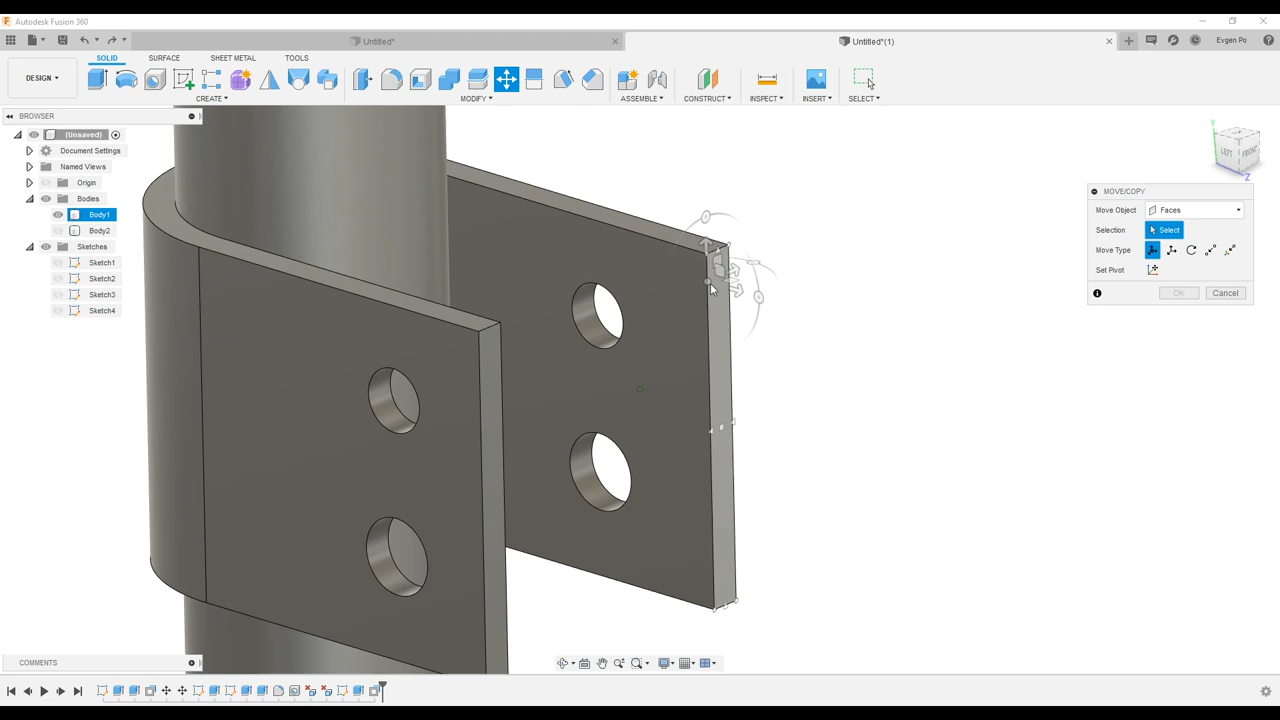 Autodesk Fusion 360
Untitled*
Untitled*(1)
Evgen Po
SOLID
SURFACE
SHEET METAL
TOOLS
DESIGN
CREATE
MODIFY
ASSEMBLE
CONSTRUCT
INSPECT
INSERT
SELECT
BROWSER
(Unsaved)
Document Settings
Named Views
Origin
Bodies
Body1
Body2
Sketches
Sketch1
Sketch2
Sketch3
Sketch4
Y
LEFT
FRONT
Z
MOVE/COPY
Move Object
Faces
Selection
Select
Move Type
Set Pivot
OK
Cancel
COMMENTS